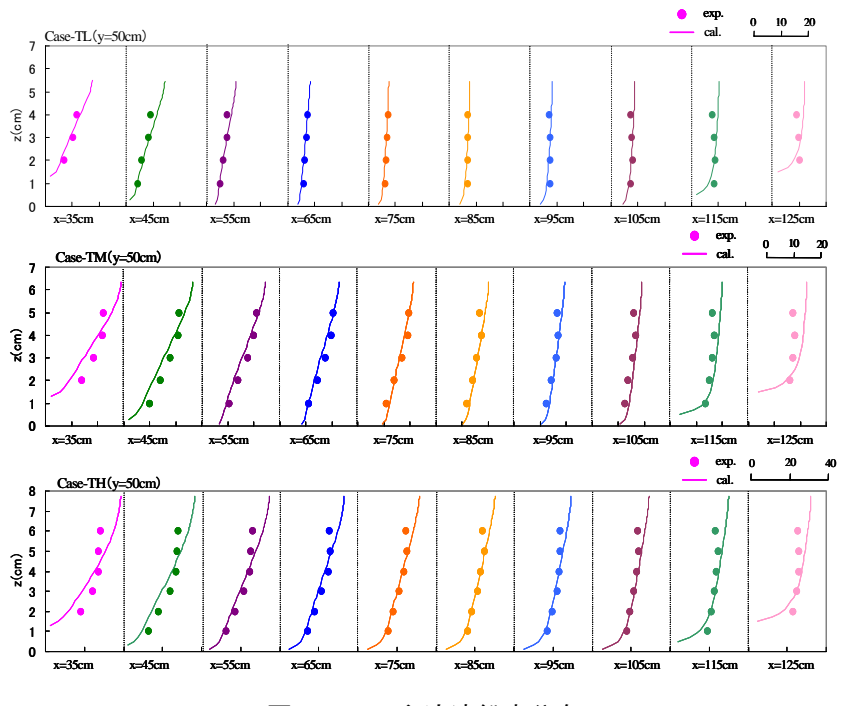 exp.
cal.
0 10 20
Case-TL(y=50cm)
z(cm)
7
6
5
4
3
2
1
0
x=35cm x=45cm x=55cm x=65cm x=75cm x=85cm x=95cm x=105cm x=115cm x=125cm
exp.
cal.
0 10 20
Case-TM(y=50cm)
z(cm)
7
6
5
4
3
2
1
0
x=35cm x=45cm x=55cm x=65cm x=75cm x=85cm x=95cm x=105cm x=115cm x=125cm
exp.
cal.
0 20 40
Case-TH(y=50cm)
z(cm)
8
7
6
5
4
3
2
1
0
x=35cm x=45cm x=55cm x=65cm x=75cm x=85cm x=95cm x=105cm x=115cm x=125cm